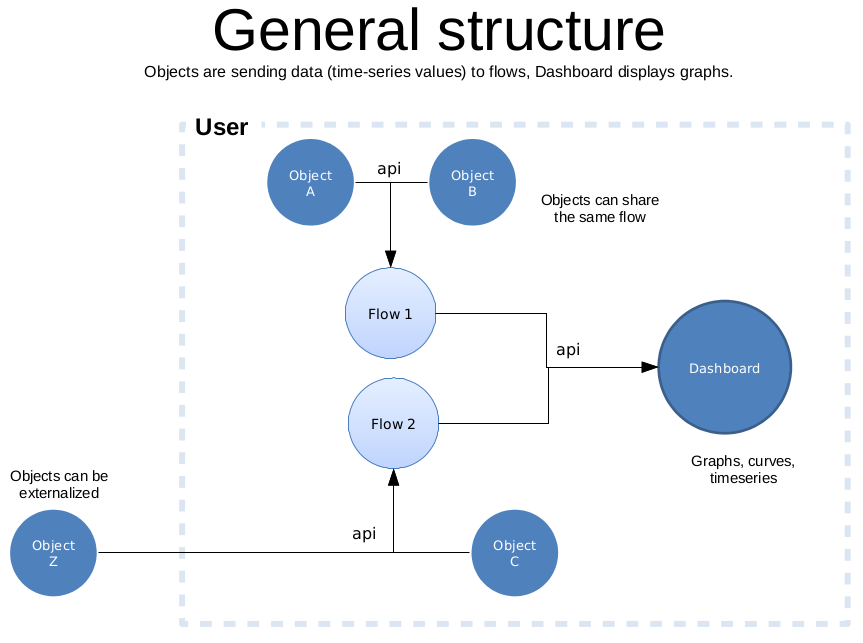 General structure
Objects are sending data (time-series values) to flows, Dashboard displays graphs.
User
Object
A
api
Object
B
Objects can share
the same flow
Flow 1
api
Dashboard
Flow 2
Graphs, curves,
timeseries
Objects can be
externalized
Object
Z
api
Object
C